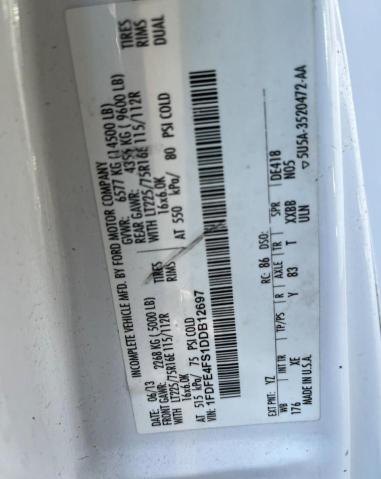 INCOMPLETE VEHICLE MFD. BY FORD MOTOR COMPANY
DATE: 06/13 GVWR: 6577 KG (14500 LB)
FRONT GAWR: 2268 KG (5000 LB) REAR GAWR: 4355 KG (9600 LB)
WITH LT225/75R16E 115/112R TIRES WITH LT225/75R16E 115/112R TIRES
16x6.0K RIMS 16x6.0K RIMS
AT 515 kPa/ 75 PSI COLD AT 550 kPa/ 80 PSI COLD DUAL
VIN: 1FDFE4FS1DDB12697
EXT PNT: YZ RC: 86 DSO:
WB INT TR TP/PS R AXLE TR SPR DE418
176 XE Y 83 T XXBB N05
ULN
MADE IN U.S.A. ▽5U5A-3520472-AA